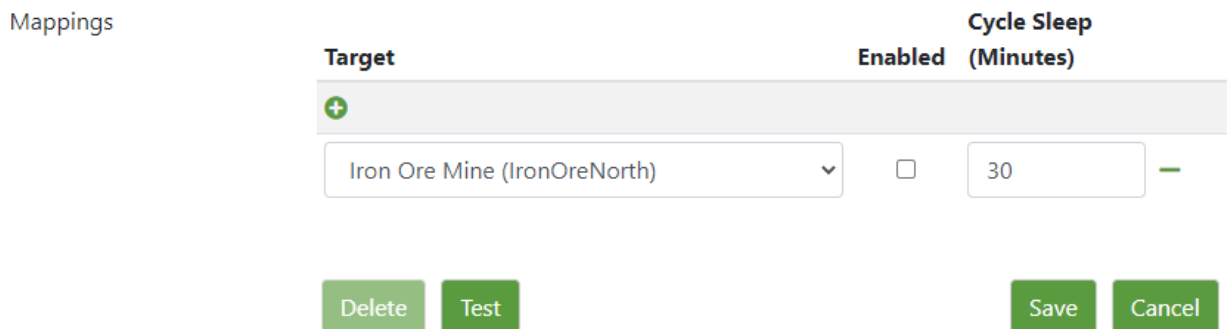 Mappings
Target
Enabled
Cycle Sleep
(Minutes)
Iron Ore Mine (IronOreNorth)
30
Delete
Test
Save
Cancel